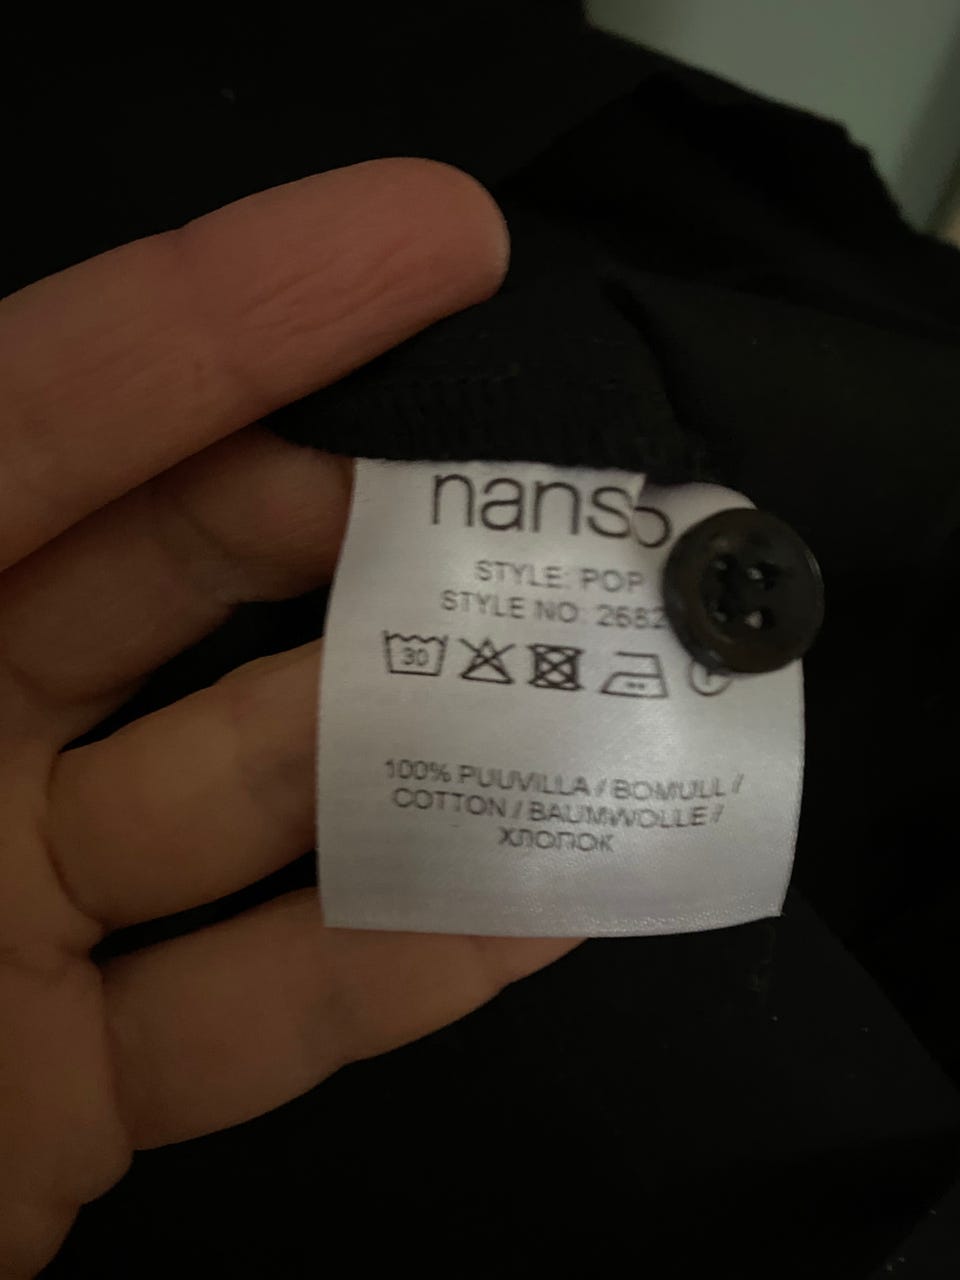 nanso
STYLE: POP
STYLE NO: 2682
30
P
100% PUUVILLA / BOMULL /
COTTON / BAUMWOLLE /
ХЛОПОК